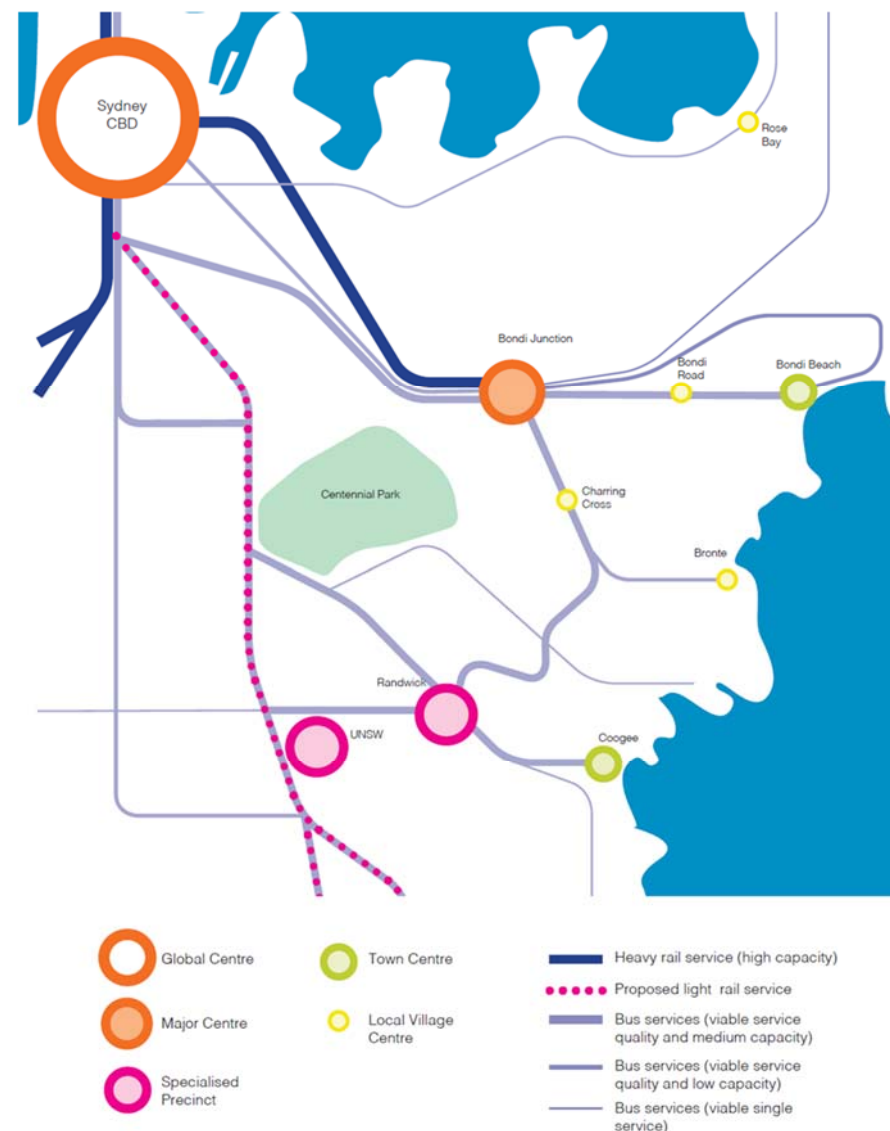 Sydney
CBD
Rose
Bay
Bondi Junction
Bondi
Road
Bondi Beach
Centennial Park
Charring
Cross
Bronte
Randwick
UNSW
Coogee
Global Centre
Major Centre
Specialised
Precinct
Town Centre
Local Village
Centre
Heavy rail service (high capacity)
Proposed light rail service
Bus services (viable service
quality and medium capacity)
Bus services (viable service
quality and low capacity)
Bus services (viable single
service)